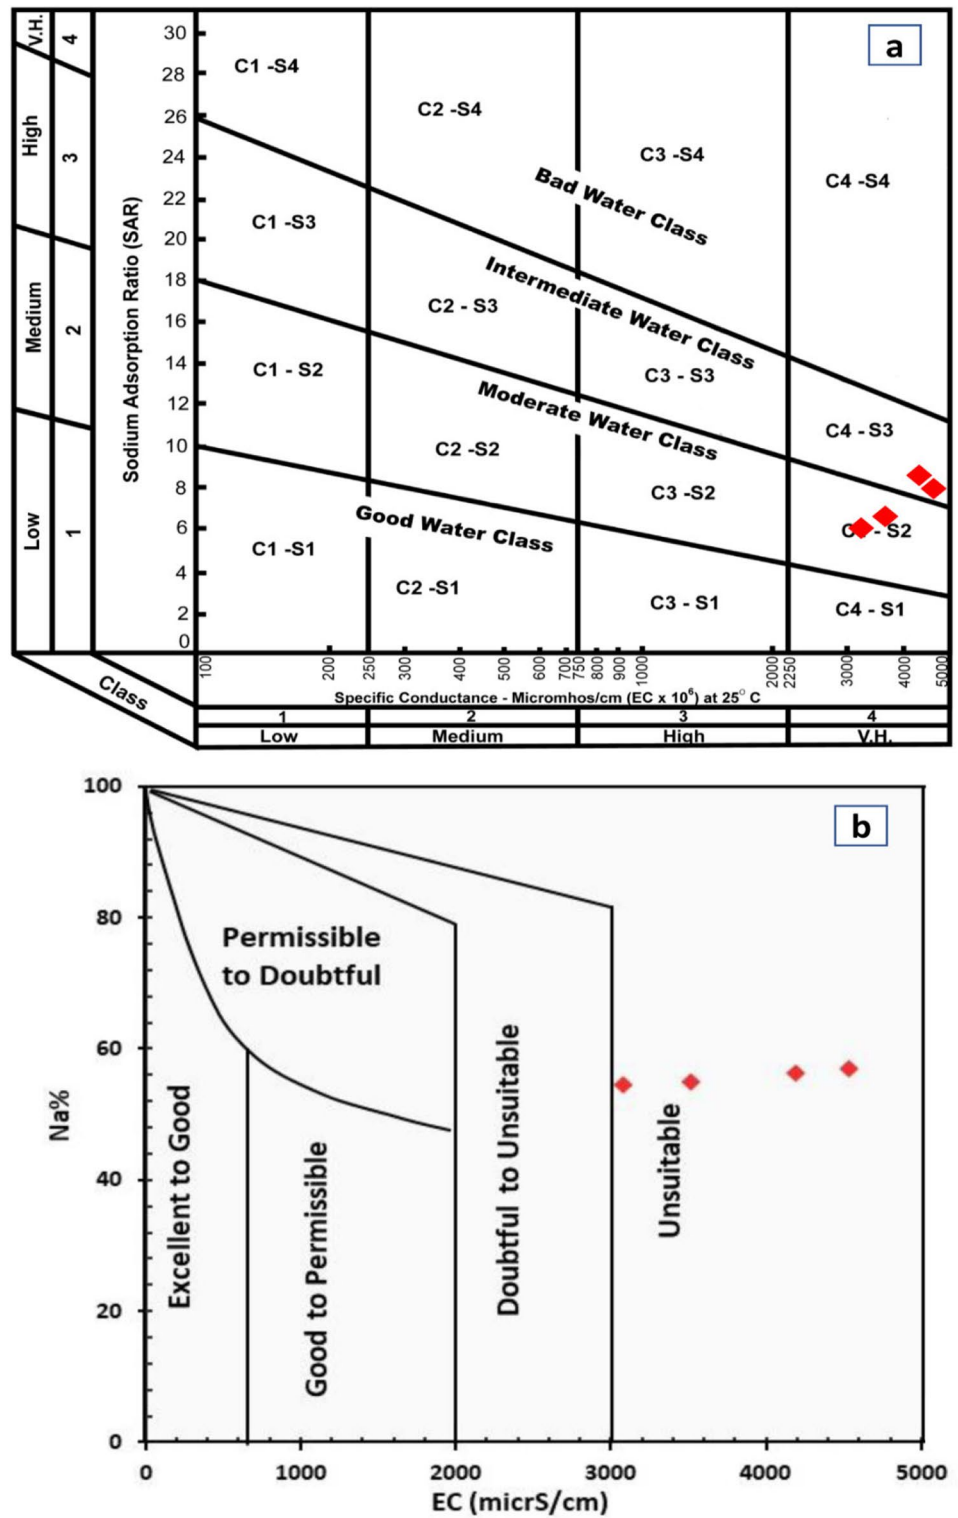 a
V.H.
4
High
3
Medium
2
Low
1
Class
Sodium Adsorption Ratio (SAR)
30
28
26
24
22
20
18
16
14
12
10
8
6
4
2
0
C1 -S4
C2 -S4
C3 -S4
C4 -S4
Bad Water Class
C1 -S3
C2 - S3
Intermediate Water Class
C3 - S3
C4 - S3
C1 - S2
Moderate Water Class
C2 -S2
C3 -S2
- S2
Good Water Class
C1 -S1
C2 -S1
C3 - S1
C4 - S1
100
200
250
300
400
500
600
700
750
800
900
1000
2000
2250
3000
4000
5000
Specific Conductance - Micromhos/cm (EC x 10⁶) at 25° C
1
2
3
4
Low
Medium
High
V.H.
b
100
80
60
40
20
0
Na%
Permissible
to Doubtful
Excellent to Good
Good to Permissible
Doubtful to Unsuitable
Unsuitable
0
1000
2000
3000
4000
5000
EC (micrS/cm)